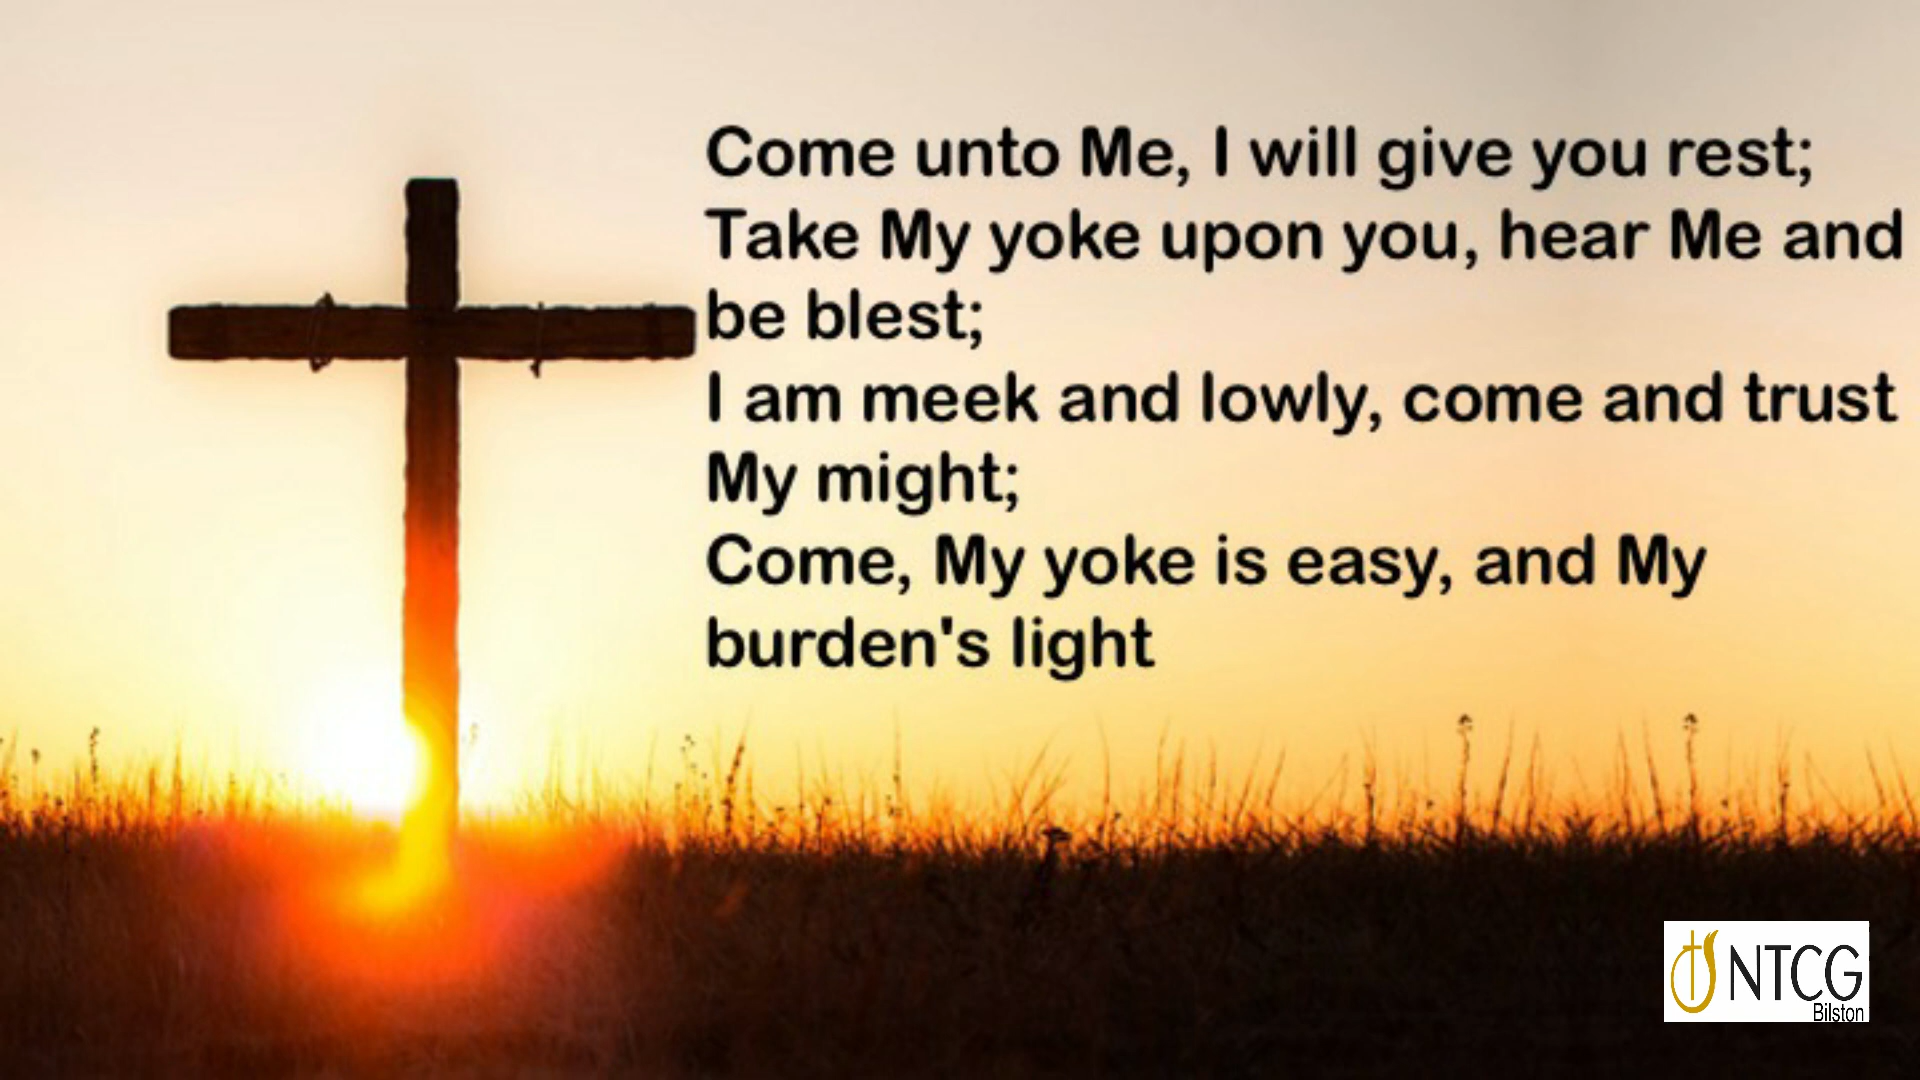 Come unto Me, I will give you rest;
Take My yoke upon you, hear Me and
be blest;
I am meek and lowly, come and trust
My might;
Come, My yoke is easy, and My
burden's light
NTCG
Bilston